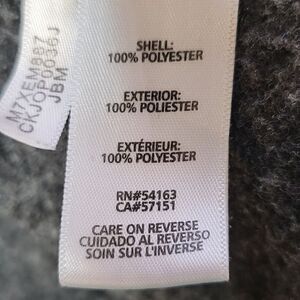 M7XEM887
CKJOP0036J
JBM
SHELL:
100% POLYESTER
EXTERIOR:
100% POLIESTER
EXTÉRIEUR:
100% POLYESTER
RN#54163
CA#57151
CARE ON REVERSE
CUIDADO AL REVERSO
SOIN SUR L'INVERSE